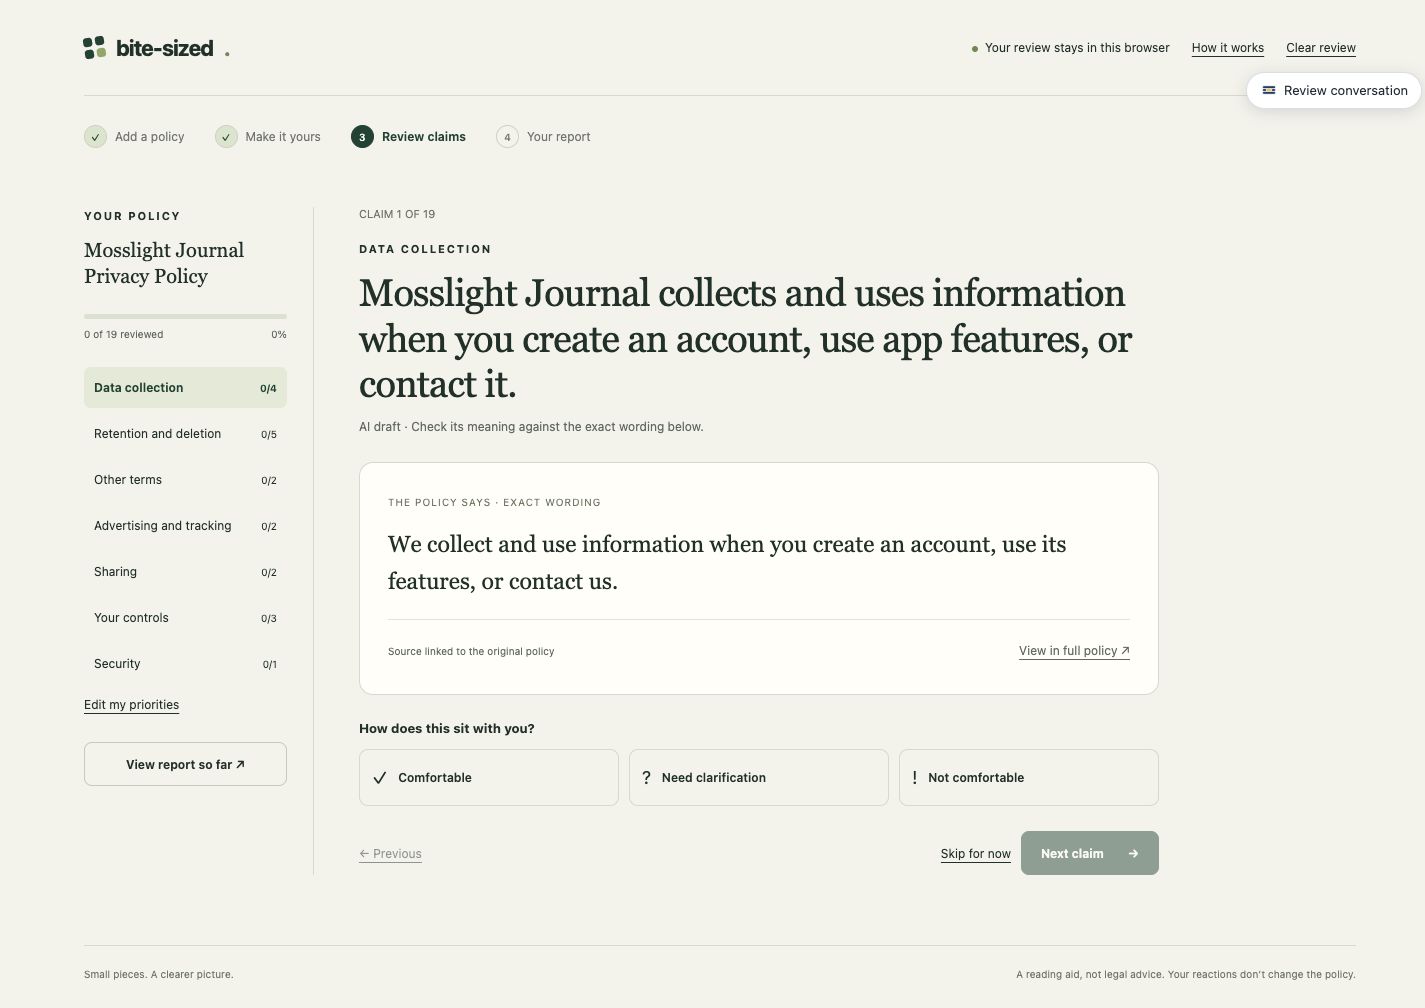 bite-sized .
Your review stays in this browser
How it works
Clear review
Review conversation
Add a policy
Make it yours
3 Review claims
4 Your report
YOUR POLICY
Mosslight Journal
Privacy Policy
0 of 19 reviewed 0%
Data collection 0/4
Retention and deletion 0/5
Other terms 0/2
Advertising and tracking 0/2
Sharing 0/2
Your controls 0/3
Security 0/1
Edit my priorities
View report so far ↗
CLAIM 1 OF 19
DATA COLLECTION
Mosslight Journal collects and uses information
when you create an account, use app features, or
contact it.
AI draft · Check its meaning against the exact wording below.
THE POLICY SAYS · EXACT WORDING
We collect and use information when you create an account, use its
features, or contact us.
Source linked to the original policy
View in full policy ↗
How does this sit with you?
✓ Comfortable
? Need clarification
! Not comfortable
← Previous
Skip for now
Next claim →
Small pieces. A clearer picture.
A reading aid, not legal advice. Your reactions don't change the policy.